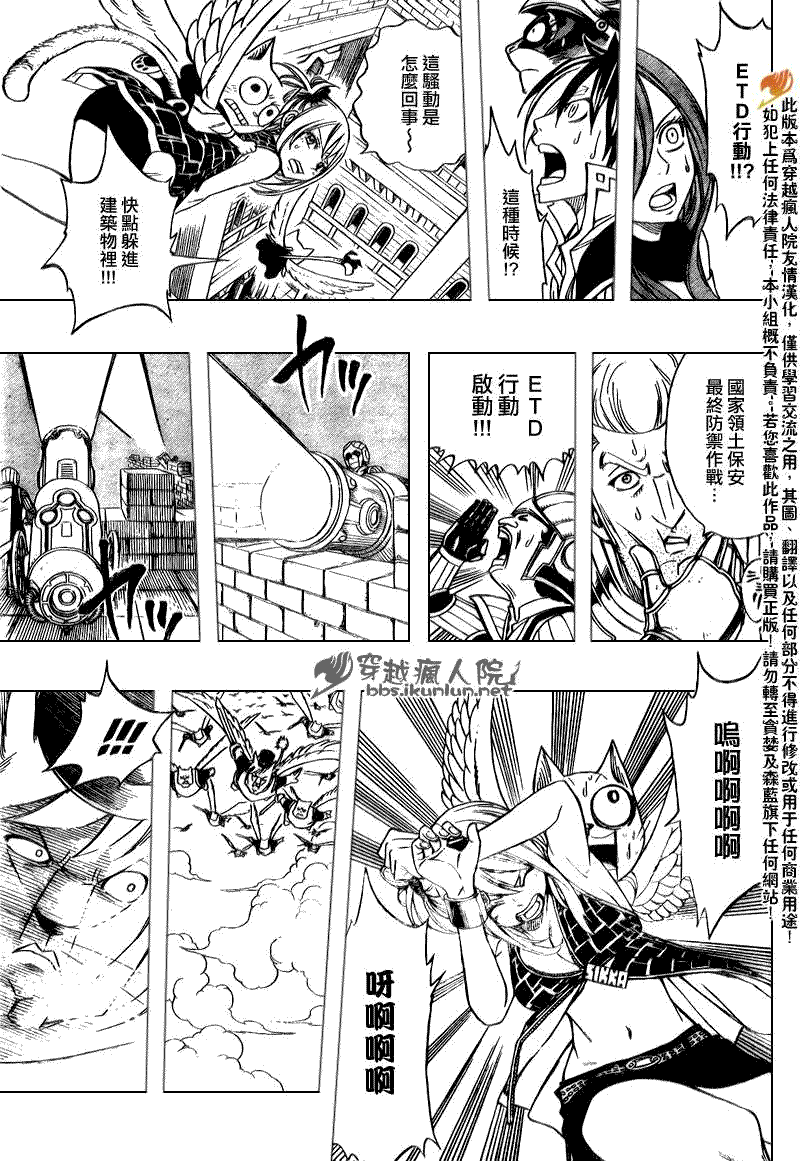 ETD行動!!?
這種時候!?
這騷動是
怎麼回事~
快點躲進
建築物裡!!!
國家領土保安
最終防禦作戰…
ETD
行動
啟動!!!
ヤッ
ヤッ
穿越瘋人院
bbs.ikunlun.net
嗚啊啊啊啊
SIKKA
呀啊啊啊啊
!!!
此版本爲穿越瘋人院友情漢化，僅供學習交流之用，其圖、翻譯以及任何部分不得進行修改或用于任何商業用途！
如犯上任何法律責任，本小組概不負責。若您喜歡此作品，請購買正版！請勿轉至貪婪及森藍旗下任何網站！